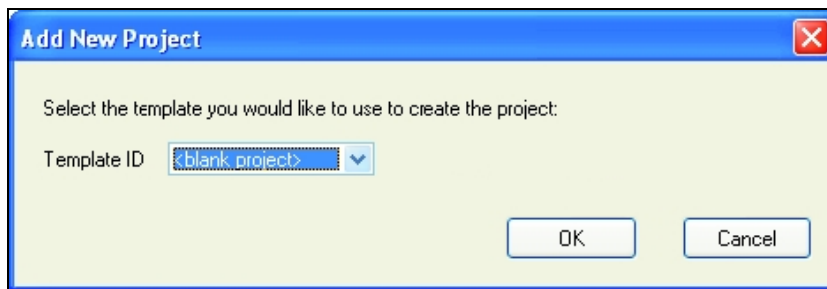 Add New Project
Select the template you would like to use to create the project:
Template ID <blank project>
OK Cancel